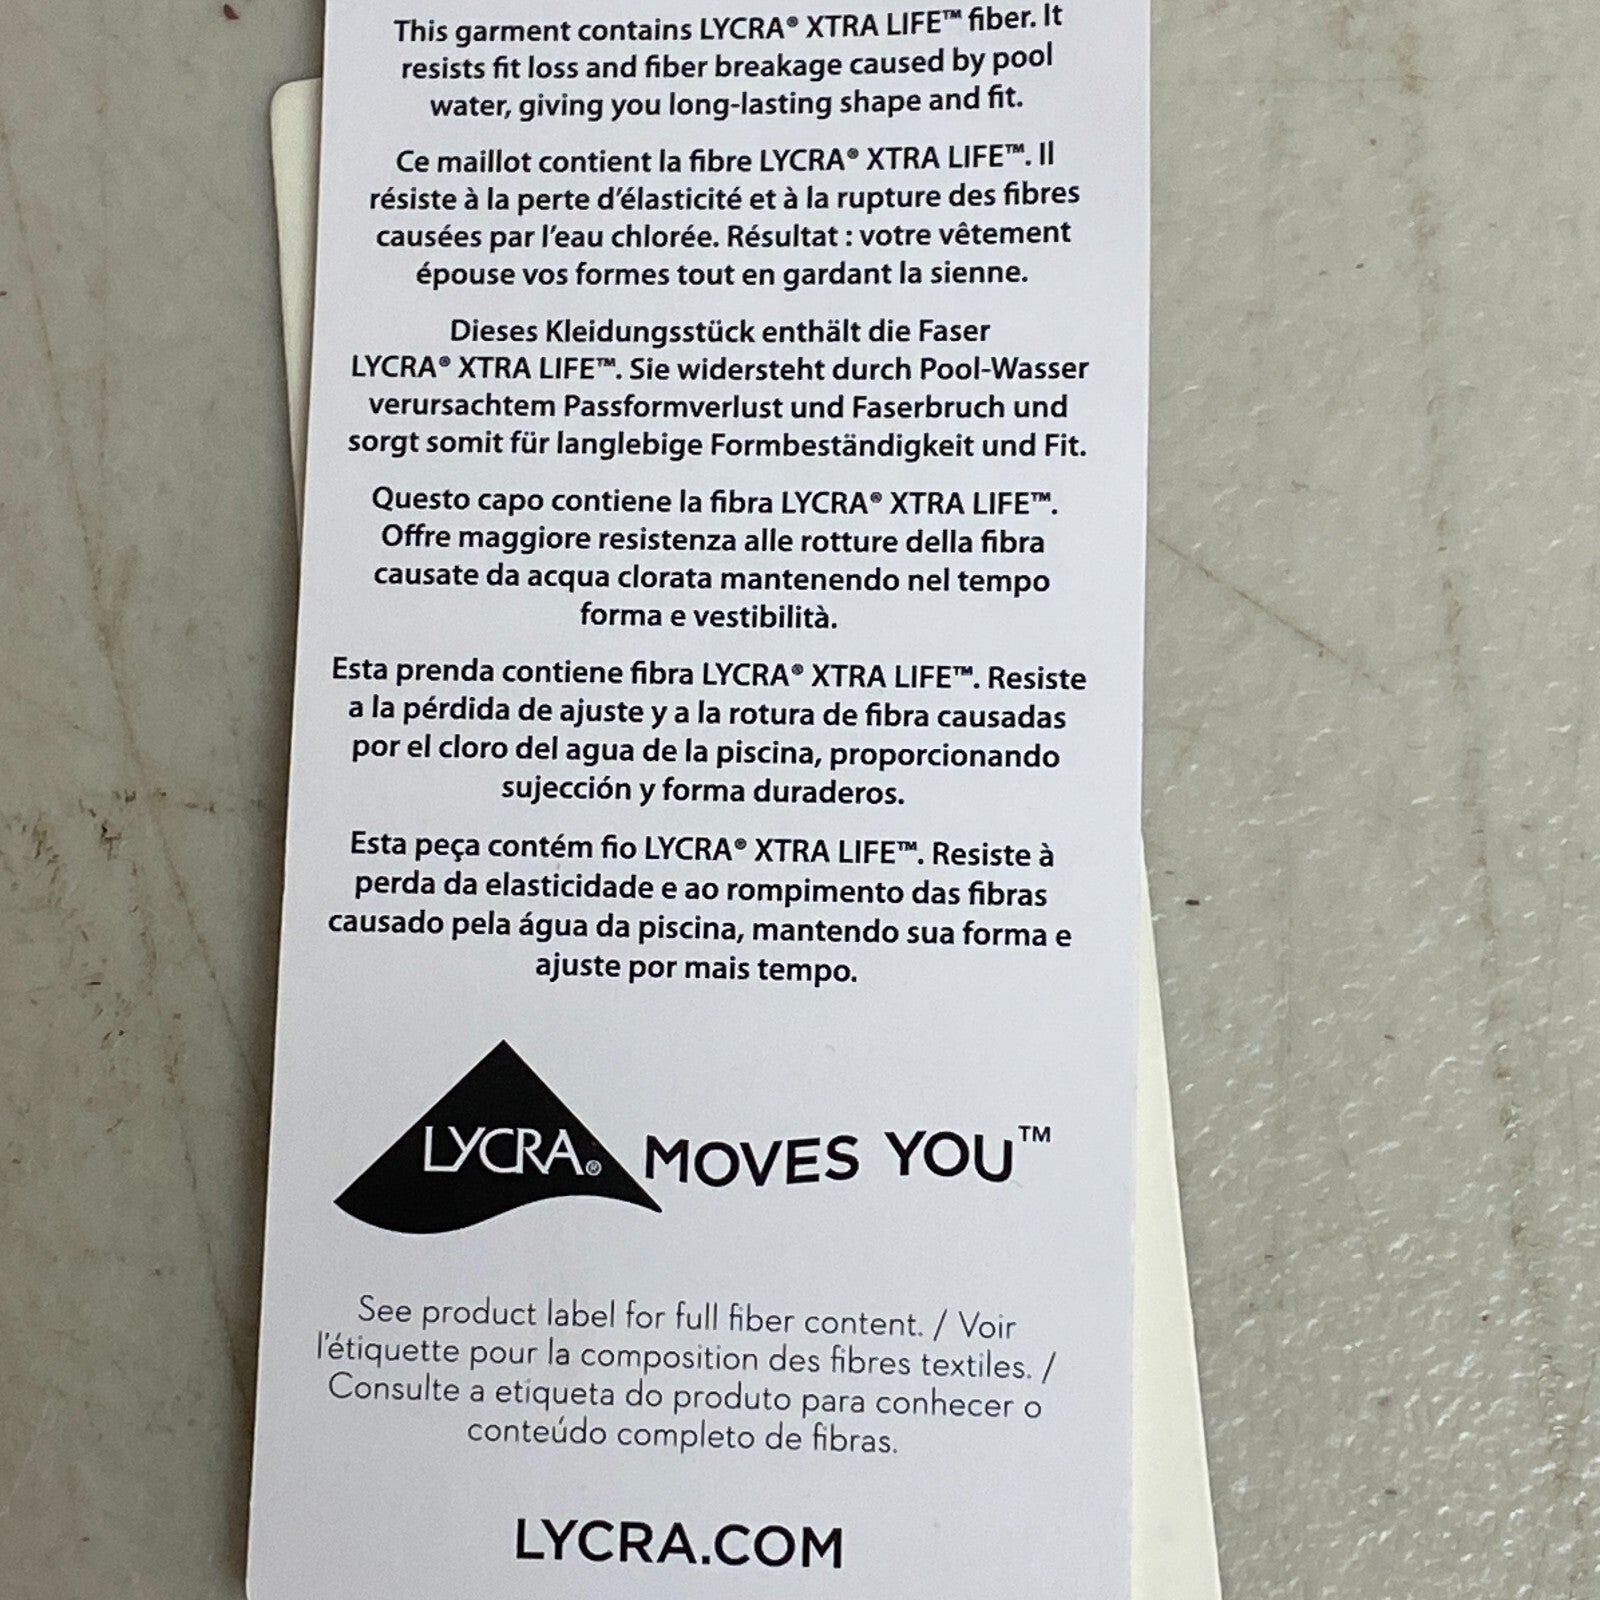 This garment contains LYCRA® XTRA LIFE™ fiber. It
resists fit loss and fiber breakage caused by pool
water, giving you long-lasting shape and fit.
Ce maillot contient la fibre LYCRA® XTRA LIFE™. Il
résiste à la perte d'élasticité et à la rupture des fibres
causées par l'eau chlorée. Résultat : votre vêtement
épouse vos formes tout en gardant la sienne.
Dieses Kleidungsstück enthält die Faser
LYCRA® XTRA LIFE™. Sie widersteht durch Pool-Wasser
verursachtem Passformverlust und Faserbruch und
sorgt somit für langlebige Formbeständigkeit und Fit.
Questo capo contiene la fibra LYCRA® XTRA LIFE™.
Offre maggiore resistenza alle rotture della fibra
causate da acqua clorata mantenendo nel tempo
forma e vestibilità.
Esta prenda contiene fibra LYCRA® XTRA LIFE™. Resiste
a la pérdida de ajuste y a la rotura de fibra causadas
por el cloro del agua de la piscina, proporcionando
sujección y forma duraderos.
Esta peça contém fio LYCRA® XTRA LIFE™. Resiste à
perda da elasticidade e ao rompimento das fibras
causado pela água da piscina, mantendo sua forma e
ajuste por mais tempo.
LYCRA® MOVES YOU™
See product label for full fiber content. / Voir
l'étiquette pour la composition des fibres textiles. /
Consulte a etiqueta do produto para conhecer o
conteúdo completo de fibras.
LYCRA.COM